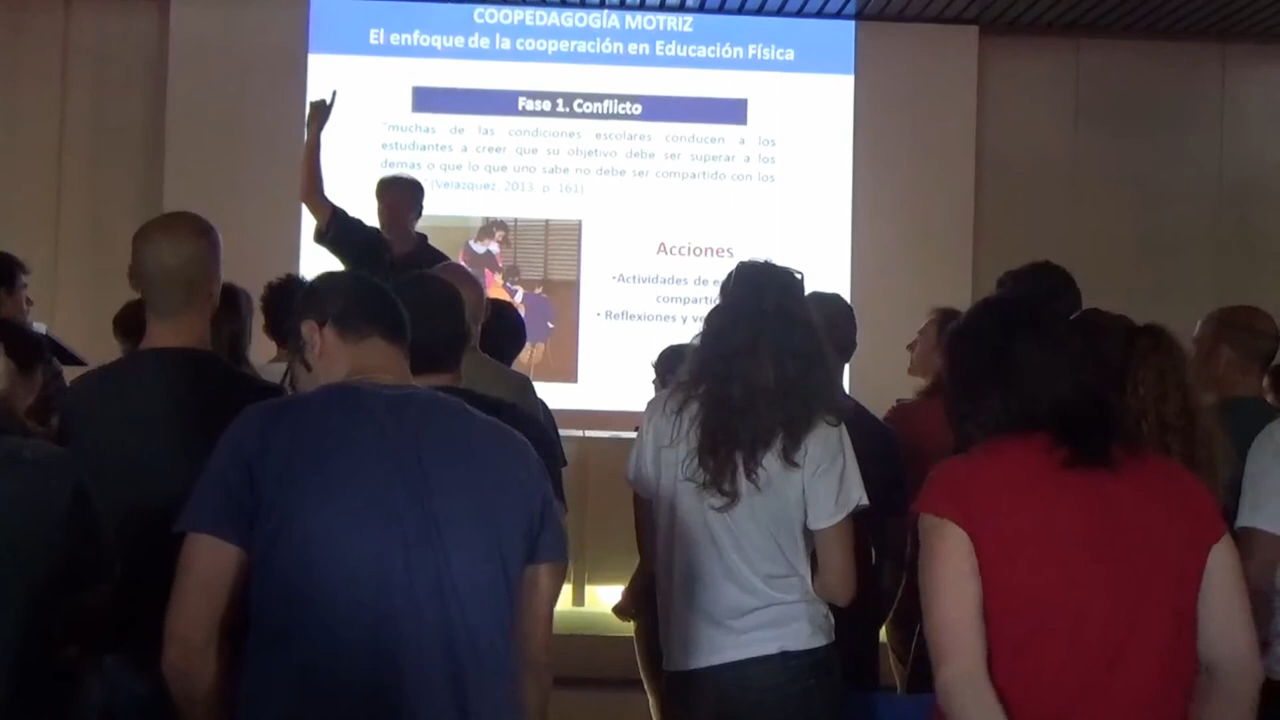 COOPEDAGOGÍA MOTRIZ
El enfoque de la cooperación en Educación Física
Fase 1. Conflicto
"muchas de las condiciones escolares conducen a los
estudiantes a creer que su objetivo debe ser superar a los
demas o que lo que uno sabe no debe ser compartido con los
" (Velázquez, 2013. p. 161)
Acciones
•Actividades de
• Reflexiones y